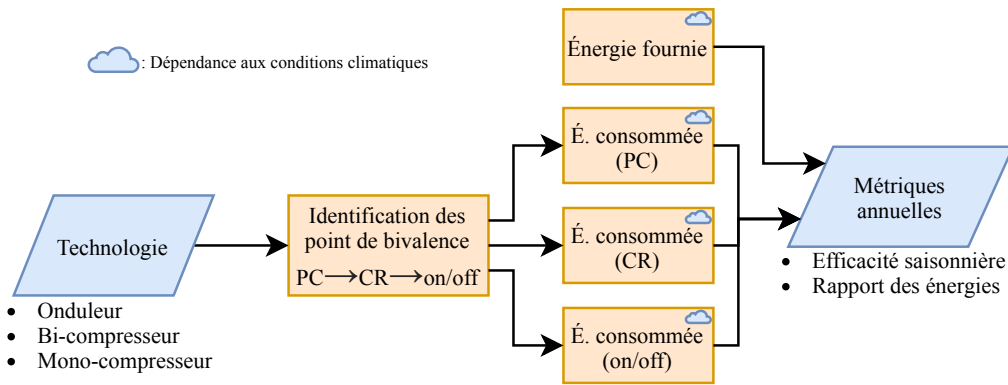 Énergie fournie
: Dépendance aux conditions climatiques
É. consommée
(PC)
Technologie
Identification des
point de bivalence
PC→CR→on/off
É. consommée
(CR)
Métriques
annuelles
• Efficacité saisonnière
• Rapport des énergies
• Onduleur
• Bi-compresseur
• Mono-compresseur
É. consommée
(on/off)